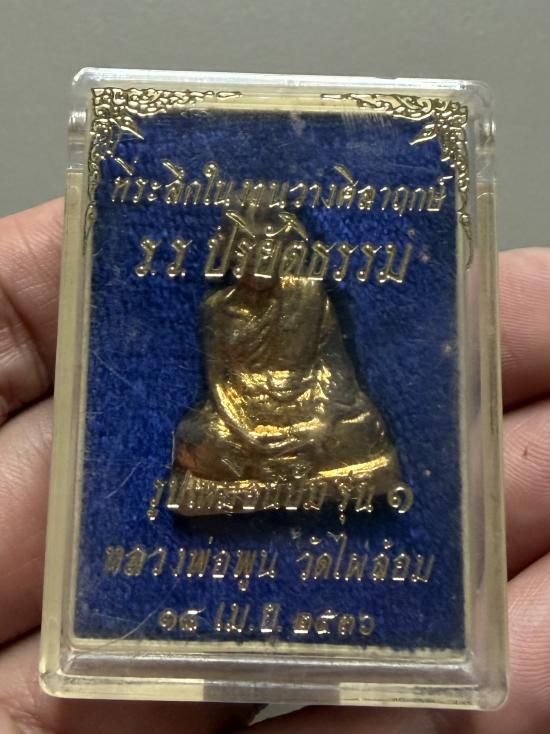 ที่ระลึกในงานวางศิลาฤกษ์
ร.ร. ปริยัติธรรม
รูปเหมือนปั๊ม รุ่น ๑
หลวงพ่อพูน วัดไผ่ล้อม
๑๘ เม.ย. ๒๕๓๖